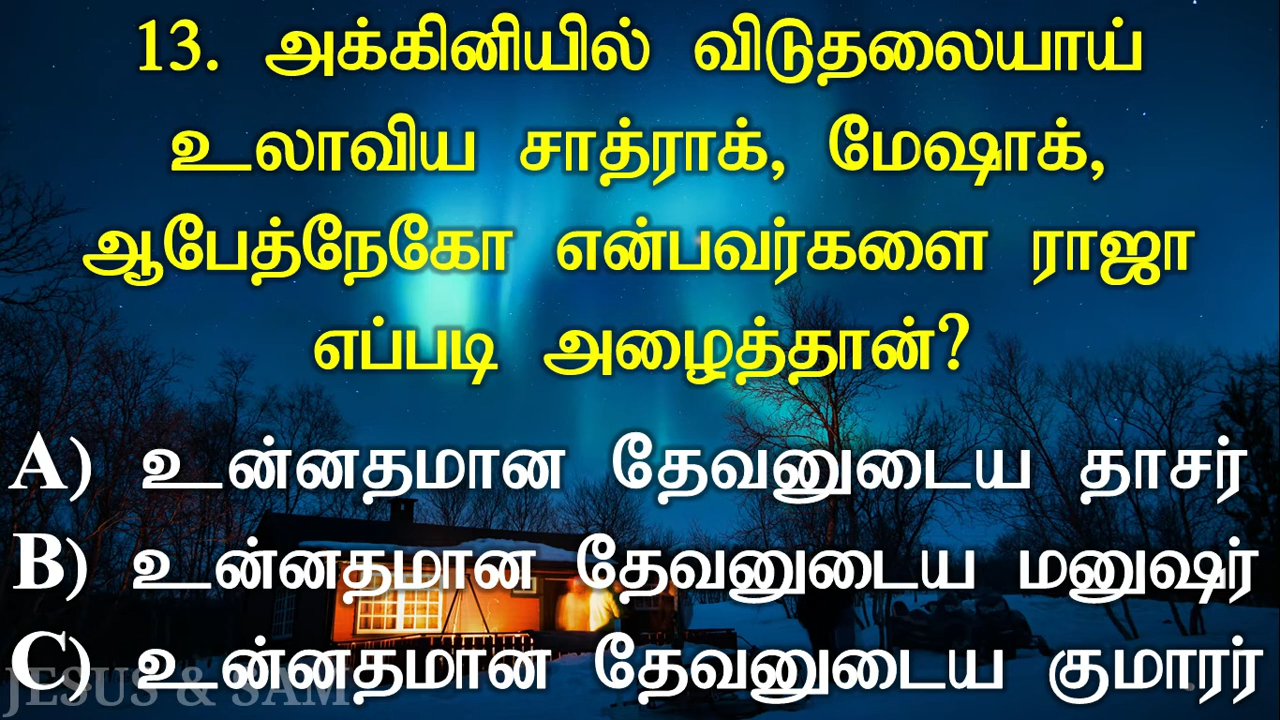 13. அக்கினியில் விடுதலையாய்
உலாவிய சாத்ராக், மேஷாக்,
ஆபேத்நேகோ என்பவர்களை ராஜா
எப்படி அழைத்தான்?
A) உன்னதமான தேவனுடைய தாசர்
B) உன்னதமான தேவனுடைய மனுஷர்
C) உன்னதமான தேவனுடைய குமாரர்
JESUS & SAM